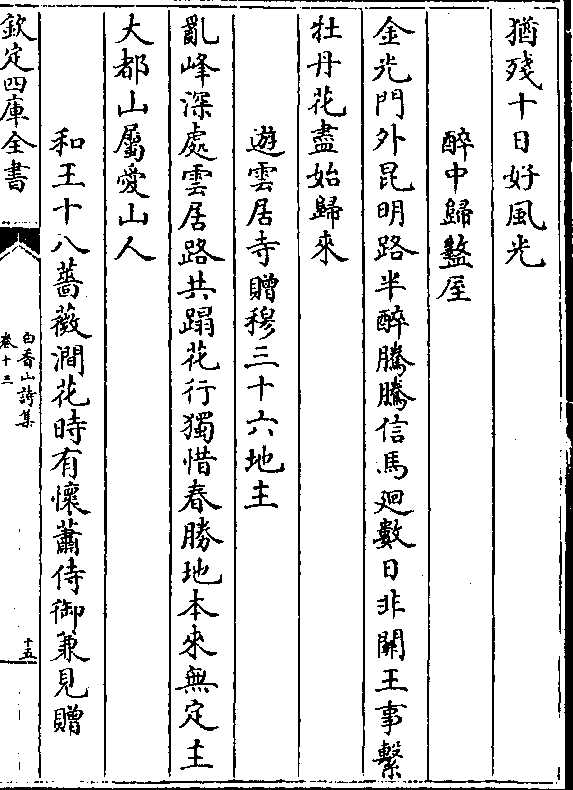 猶殘十日好風光
醉中歸盩厔
金光門外昆明路半醉騰騰信馬廻數日非關王事繫
牡丹花盡始歸來
遊雲居寺贈穆三十六地主
亂峰深處雲居路共蹋花行獨惜春勝地本來無定主
大都山屬愛山人
和王十八薔薇澗花時有懷蕭侍御兼見贈
欽定四庫全書
白香山詩集
卷十三
十五